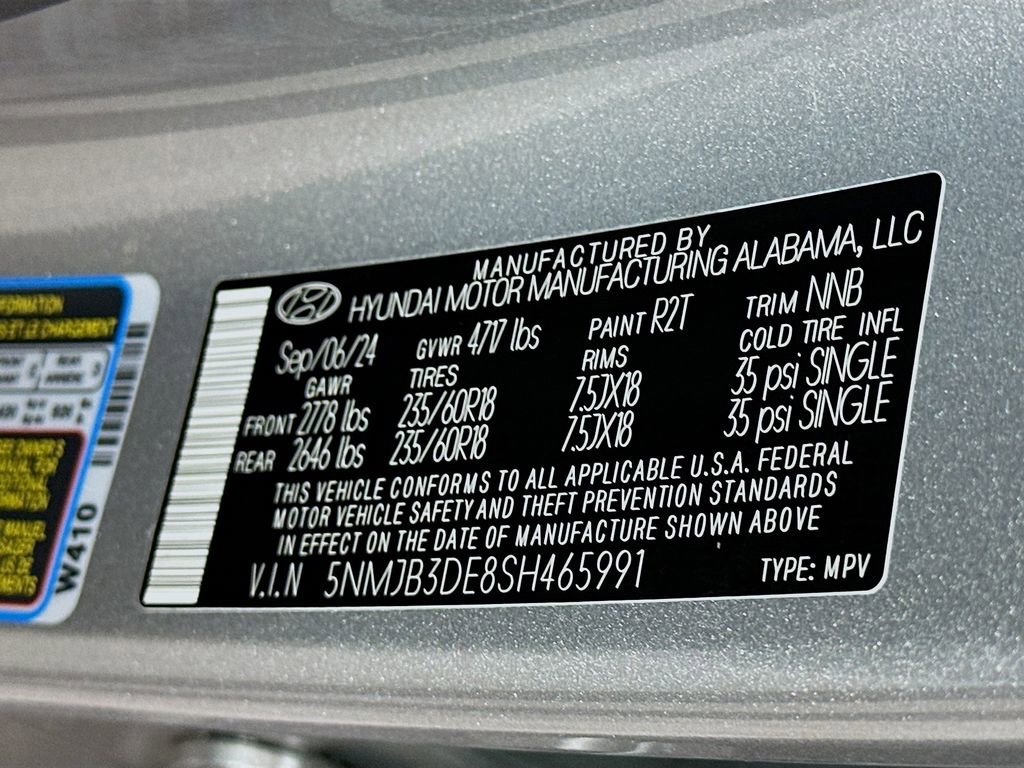 MANUFACTURED BY
HYUNDAI MOTOR MANUFACTURING ALABAMA, LLC
Sep/06/24 GVWR 4717 lbs PAINT R2T TRIM NNB
GAWR TIRES RIMS COLD TIRE INFL
FRONT 2778 lbs 235/60R18 7.5JX18 35 psi SINGLE
REAR 2646 lbs 235/60R18 7.5JX18 35 psi SINGLE
THIS VEHICLE CONFORMS TO ALL APPLICABLE U.S.A. FEDERAL
MOTOR VEHICLE SAFETY AND THEFT PREVENTION STANDARDS
IN EFFECT ON THE DATE OF MANUFACTURE SHOWN ABOVE
V.I.N 5NMJB3DE8SH465991 TYPE: MPV
W410